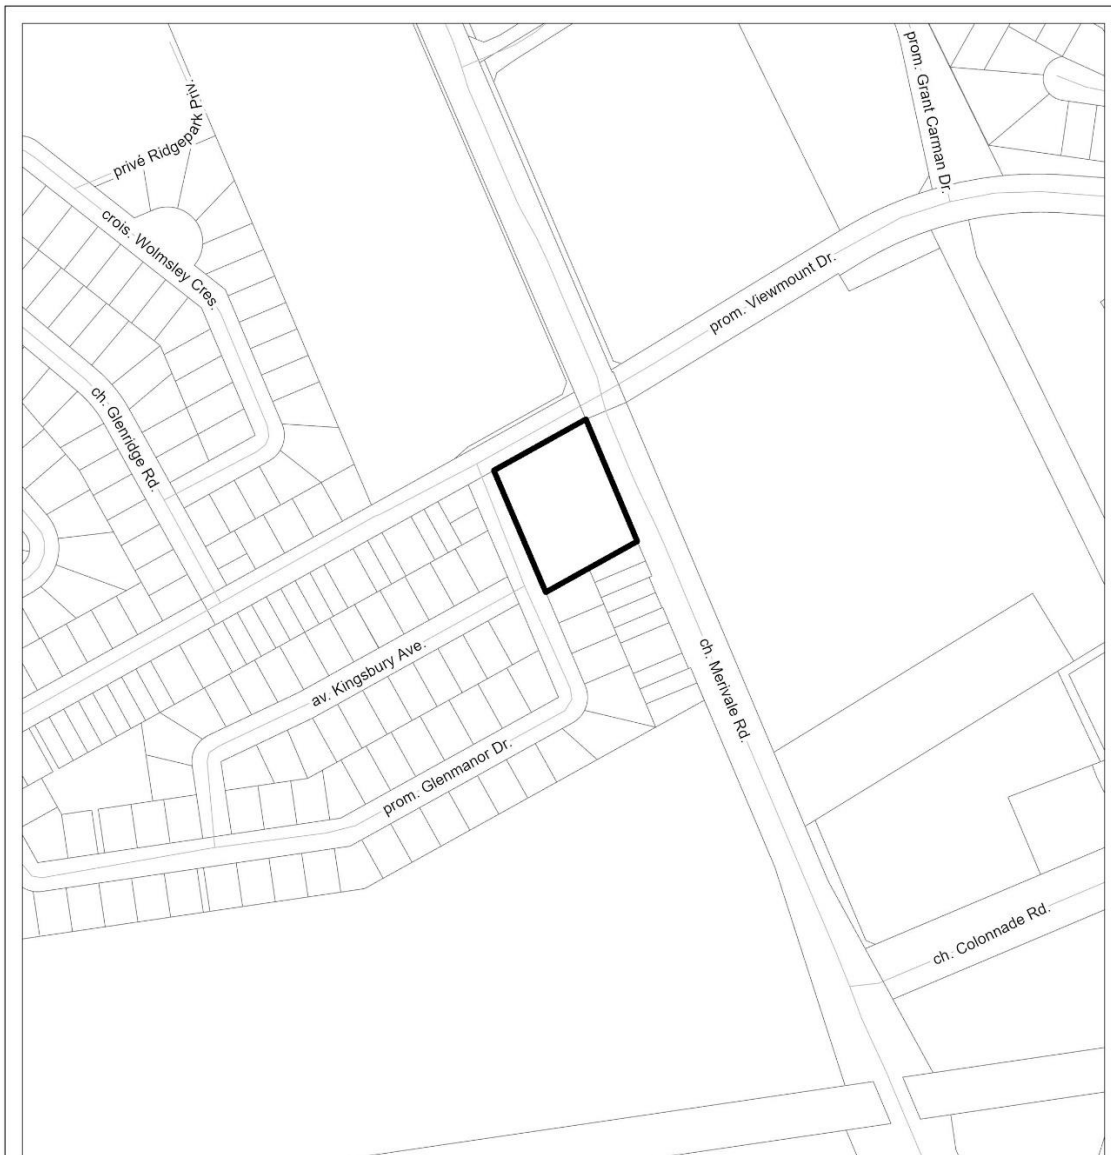 prom. Grant Carman Dr.
privé Ridgepark Priv.
crois. Wolmsley Cres.
prom. Viewmount Dr.
ch. Glenridge Rd.
av. Kingsbury Ave.
ch. Merivale Rd.
prom. Glenmanor Dr.
ch. Colonnade Rd.